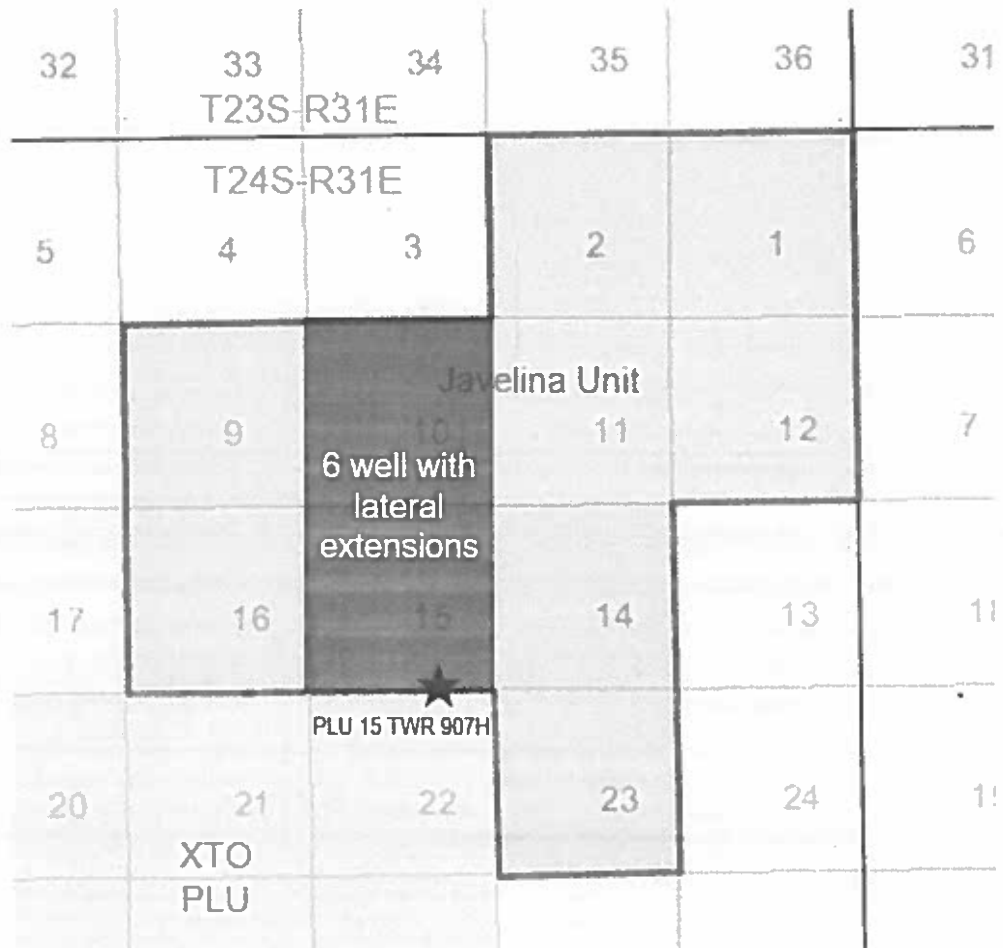 32 33 34 35 36 31
T23S-R31E
T24S-R31E
5 4 3 2 1 6
Javelina Unit
8 9 10 11 12 7
6 well with
lateral
extensions
17 16 15 14 13
PLU 15 TWR 907H
20 21 22 23 24
XTO
PLU